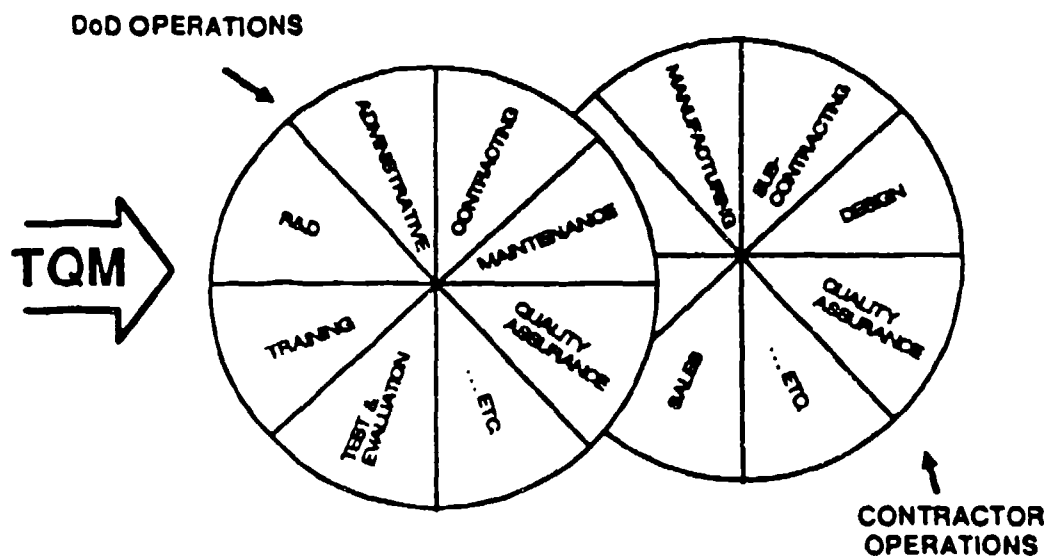 DoD OPERATIONS
TQM
ADMINISTRATIVE
CONTRACTING
MAINTENANCE
QUALITY
ASSURANCE
....ETC.
TEST &
EVALUATION
TRAINING
R&D
MANUFACTURING
SUB-
CONTRACTING
DESIGN
QUALITY
ASSURANCE
....ETC.
SALES
CONTRACTOR
OPERATIONS